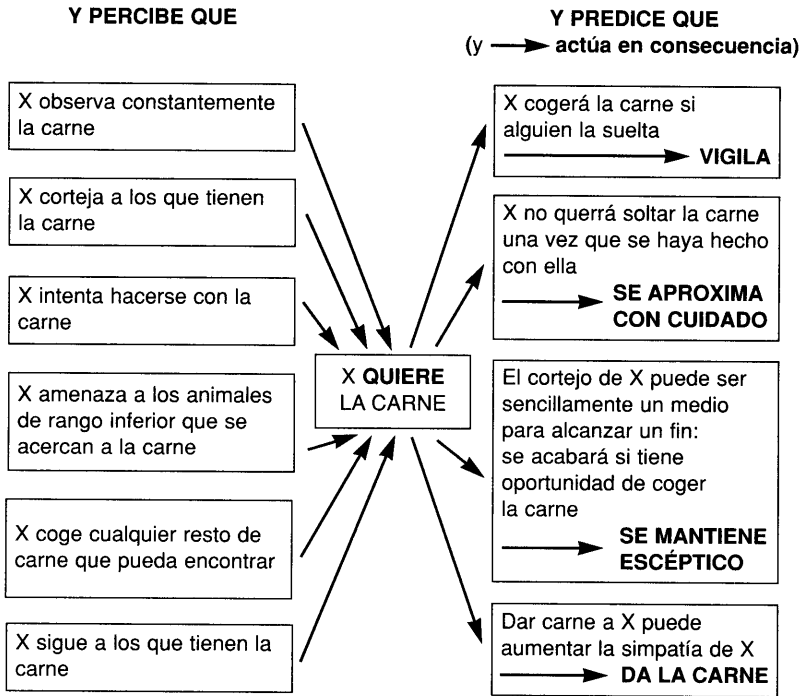 Y PERCIBE QUE
X observa constantemente
la carne
X corteja a los que tienen
la carne
X intenta hacerse con la
carne
X amenaza a los animales
de rango inferior que se
acercan a la carne
X coge cualquier resto de
carne que pueda encontrar
X sigue a los que tienen la
carne
X QUIERE
LA CARNE
Y PREDICE QUE
(y actúa en consecuencia)
X cogerá la carne si
alguien la suelta
VIGILA
X no querrá soltar la carne
una vez que se haya hecho
con ella
SE APROXIMA
CON CUIDADO
El cortejo de X puede ser
sencillamente un medio
para alcanzar un fin:
se acabará si tiene
oportunidad de coger
la carne
SE MANTIENE
ESCÉPTICO
Dar carne a X puede
aumentar la simpatía de X
DA LA CARNE